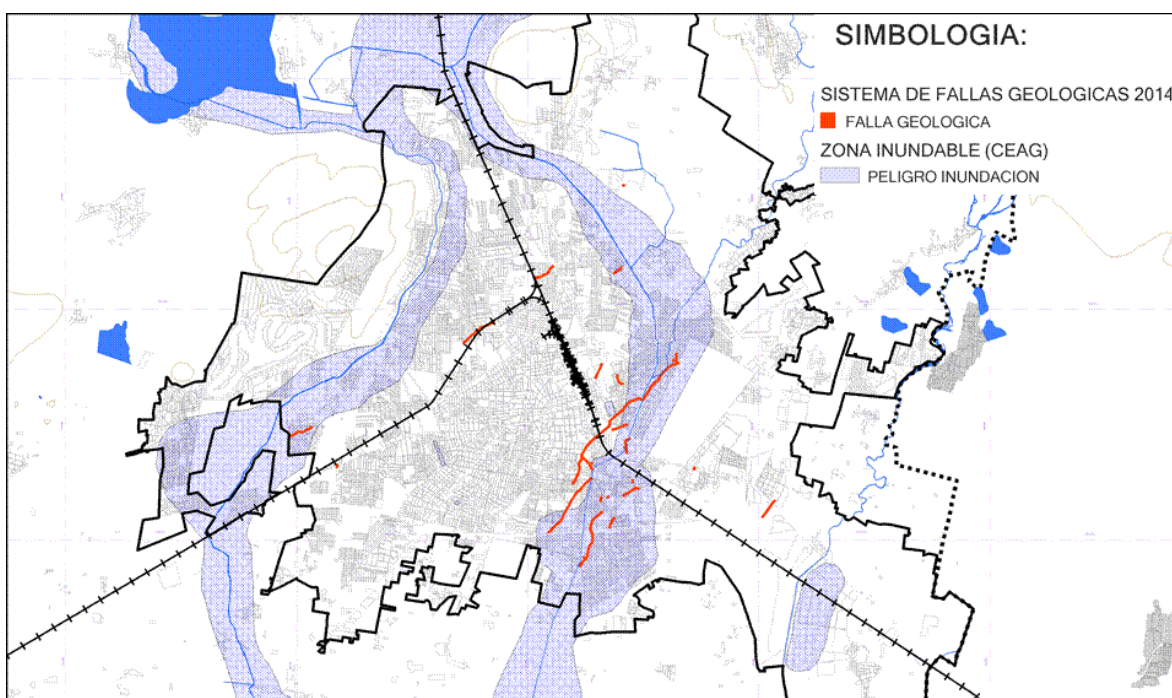 SIMBOLOGIA:
SISTEMA DE FALLAS GEOLOGICAS 2014
FALLA GEOLOGICA
ZONA INUNDABLE (CEAG)
PELIGRO INUNDACION